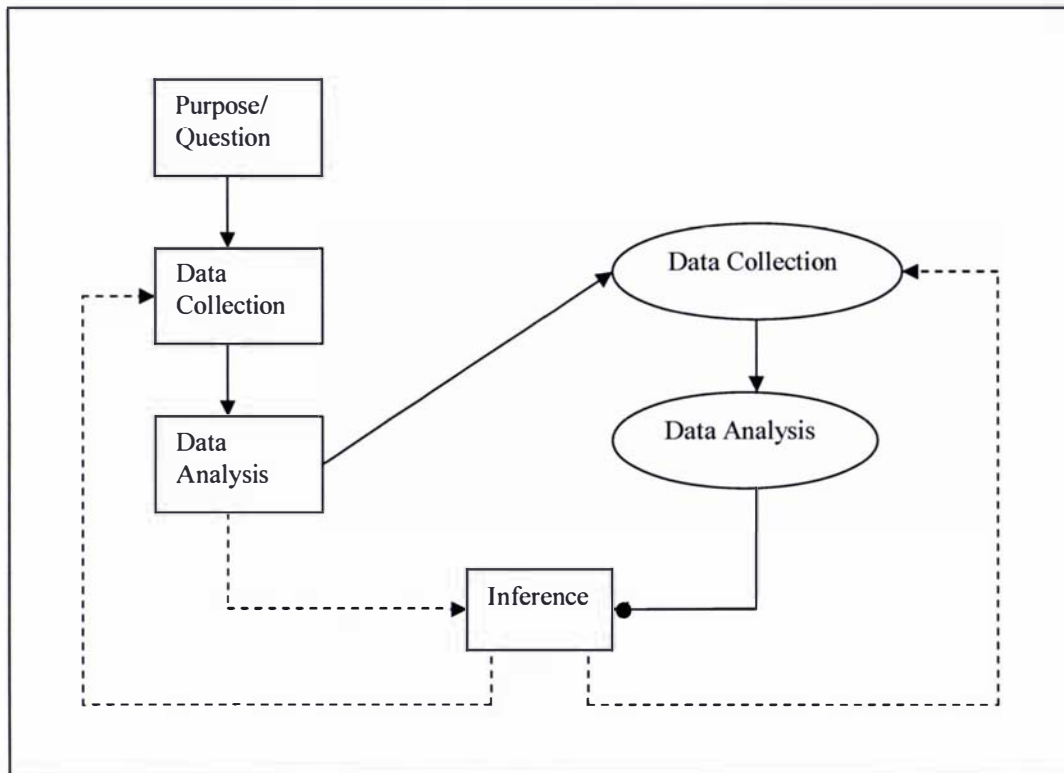 Purpose/
Question
Data
Collection
Data
Analysis
Data Collection
Data Analysis
Inference